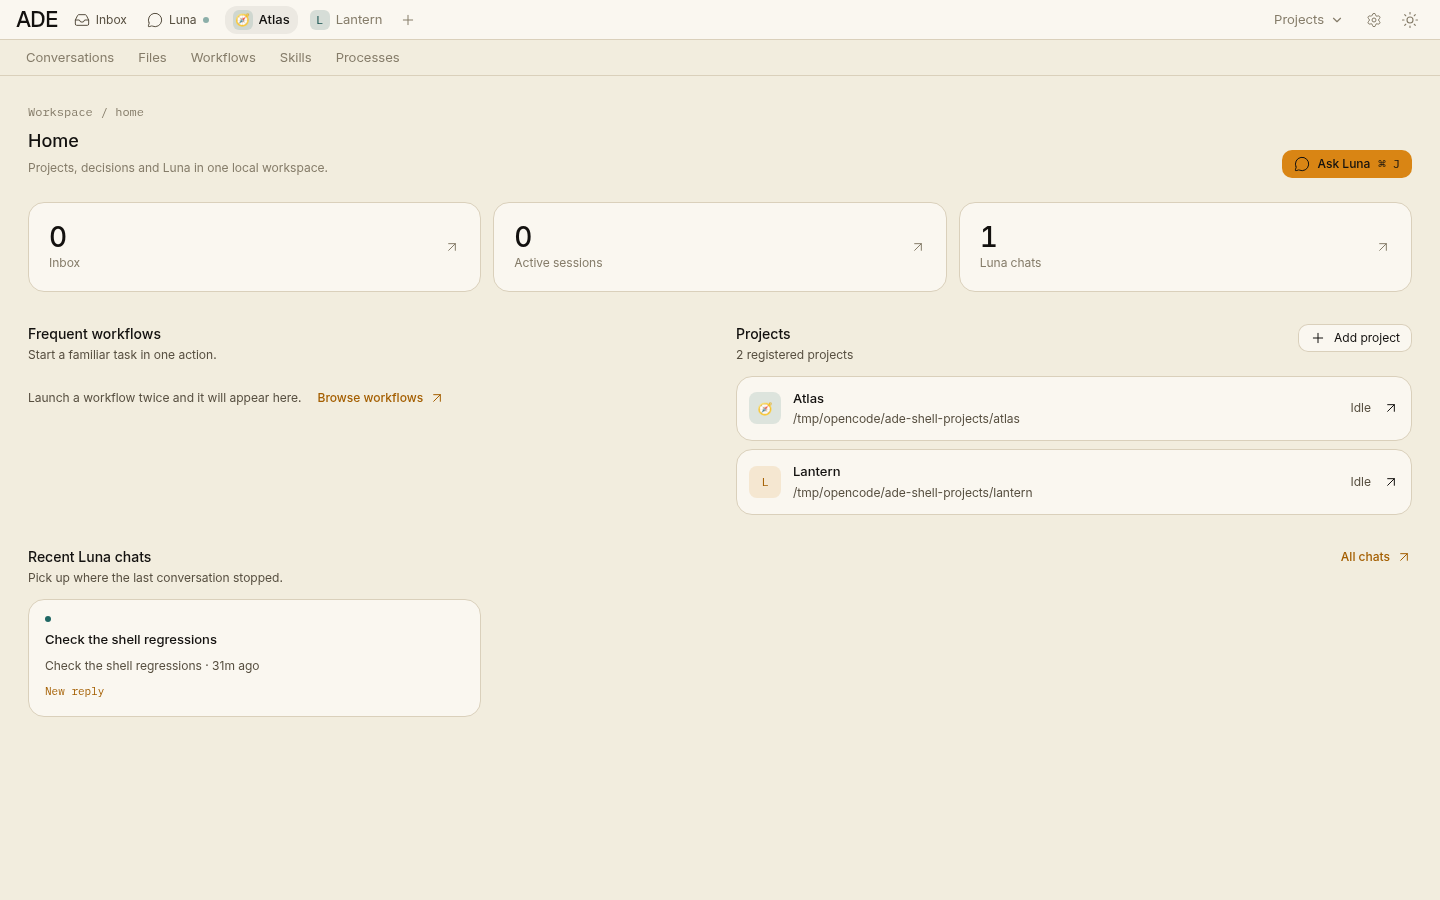 ADE Inbox Luna Atlas L Lantern Projects
Conversations Files Workflows Skills Processes
Workspace / home
Home
Projects, decisions and Luna in one local workspace.
Ask Luna ⌘ J
0
Inbox
0
Active sessions
1
Luna chats
Frequent workflows
Start a familiar task in one action.
Launch a workflow twice and it will appear here. Browse workflows
Projects
2 registered projects
Add project
Atlas
/tmp/opencode/ade-shell-projects/atlas
Idle
L
Lantern
/tmp/opencode/ade-shell-projects/lantern
Idle
Recent Luna chats
Pick up where the last conversation stopped.
All chats
Check the shell regressions
Check the shell regressions · 31m ago
New reply